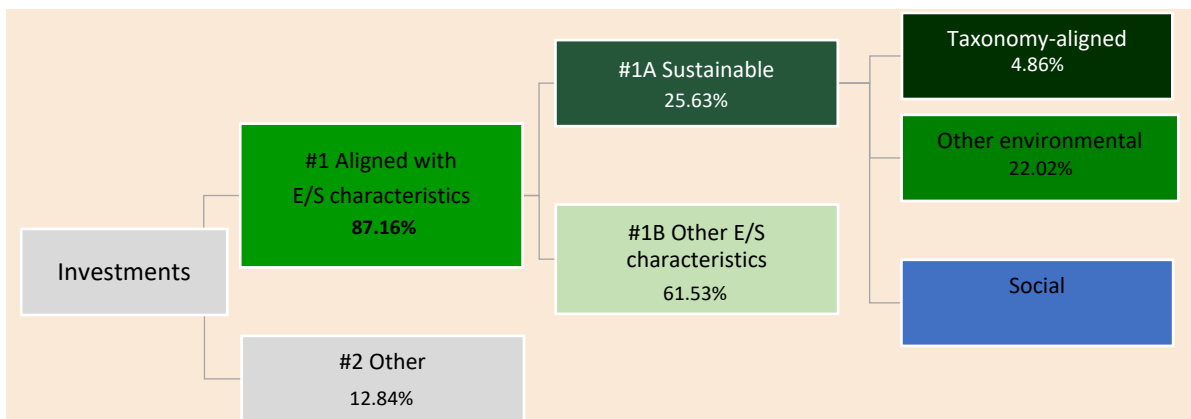 Investments
#1 Aligned with
E/S characteristics
87.16%
#2 Other
12.84%
#1A Sustainable
25.63%
#1B Other E/S
characteristics
61.53%
Taxonomy-aligned
4.86%
Other environmental
22.02%
Social